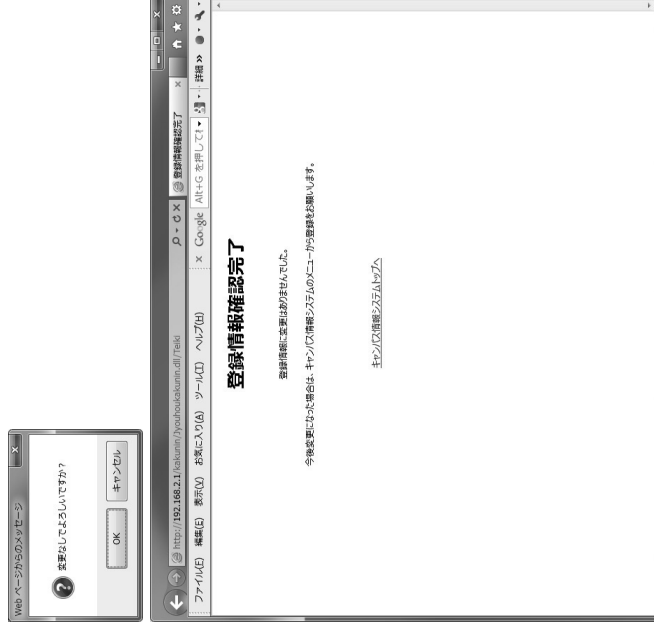 Web ページからのメッセージ
変更なしでよろしいですか?
OK
キャンセル
http://192.168.2.1/kakunin/Jyouhoukakunin.dl/Teiki
登録情報確認完了
ファイル(F) 編集(E) 表示(V) お気に入り(A) ツール(T) ヘルプ(H)
x Google Alt+G を押して
詳細 »
登録情報確認完了
登録情報に変更はありませんでした。
今後変更になった場合は、キャンパス情報システムのメニューから登録をお願いします。
キャンパス情報システムトップへ